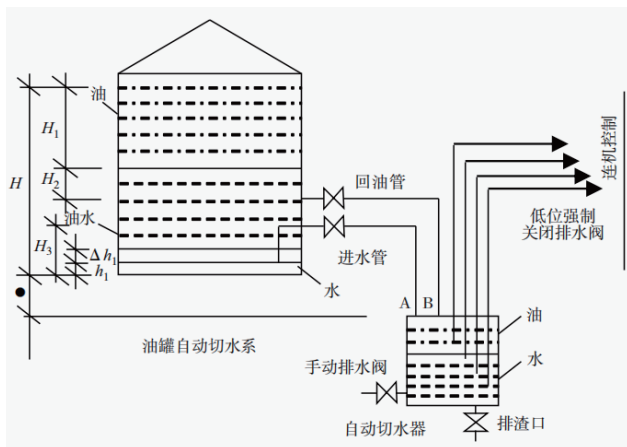 油
H₁
H
H₂
回油管
油水
H₃
Δh₁
h₁
进水管
水
连机控制
低位强制
关闭排水阀
A
B
油
油罐自动切水系
水
手动排水阀
自动切水器
排渣口